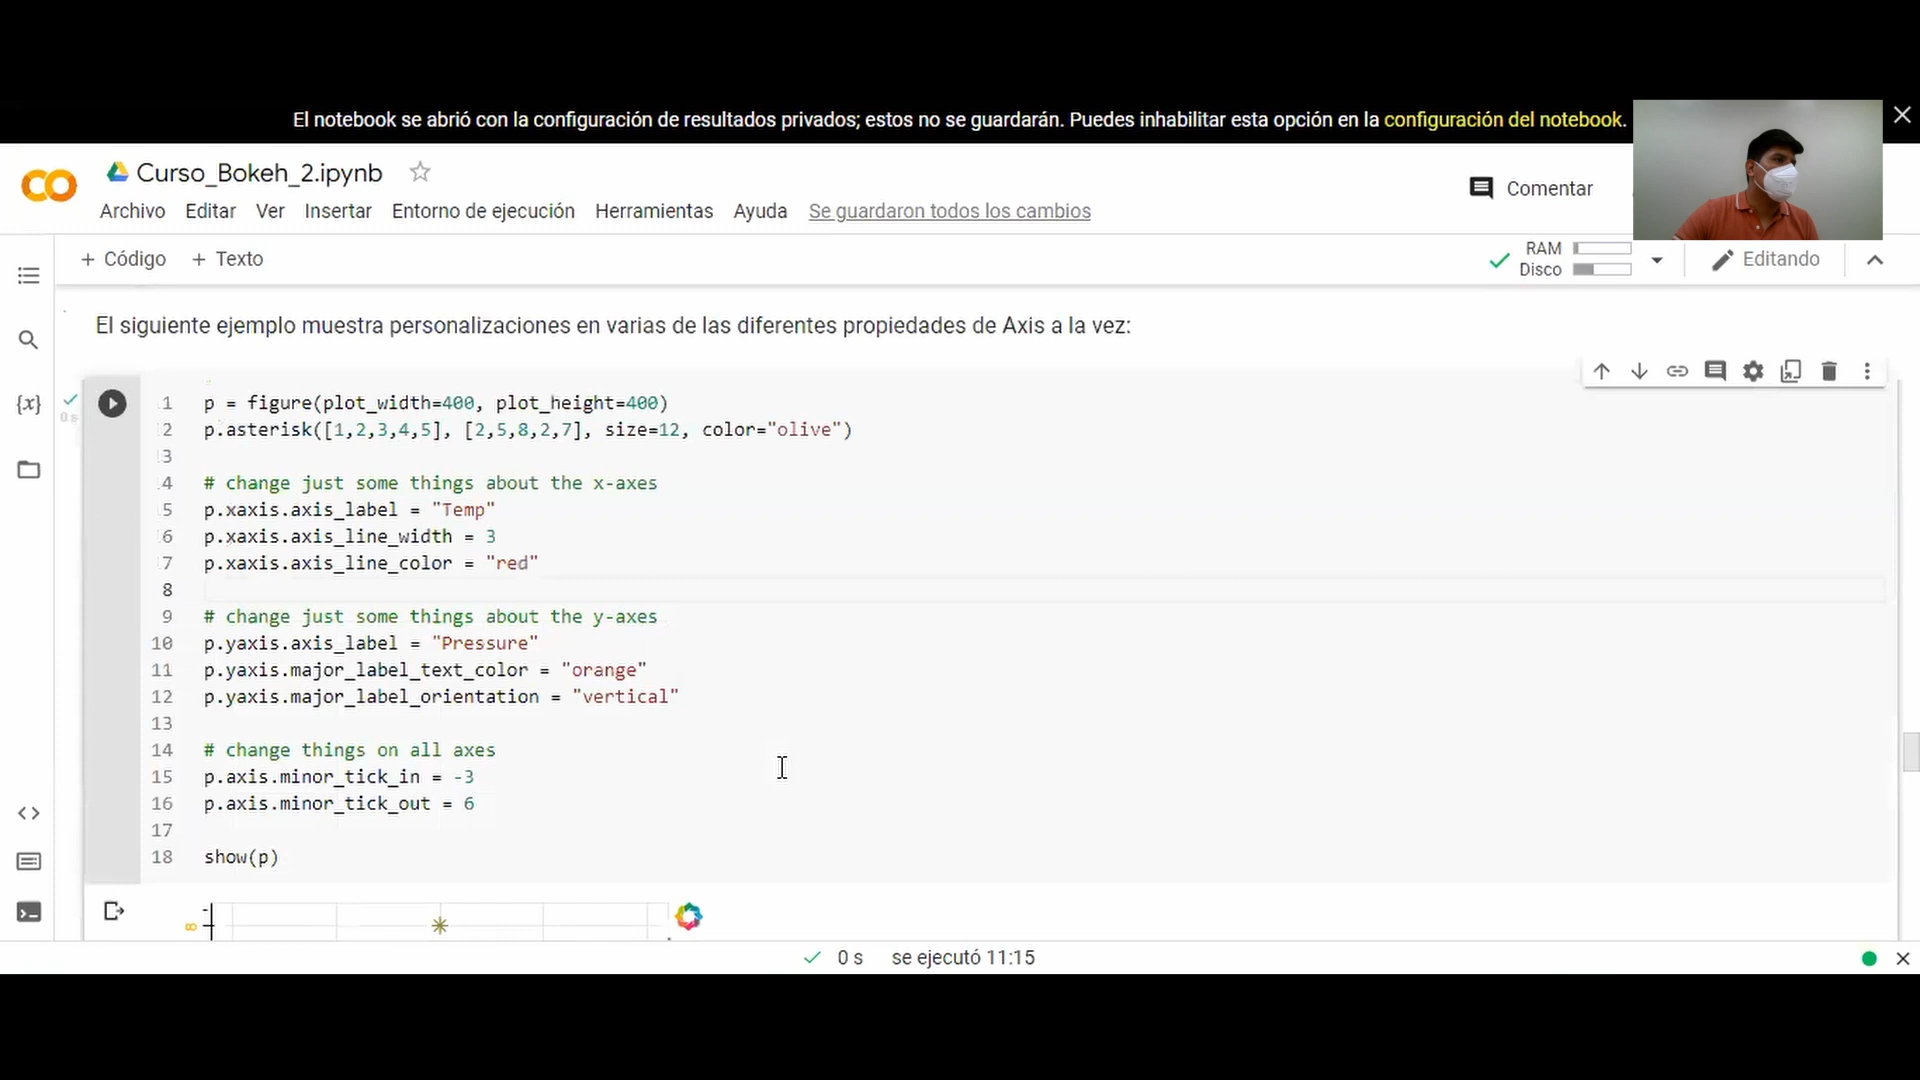 El notebook se abrió con la configuración de resultados privados; estos no se guardarán. Puedes inhabilitar esta opción en la configuración del notebook.
Curso_Bokeh_2.ipynb
Comentar
Archivo Editar Ver Insertar Entorno de ejecución Herramientas Ayuda Se guardaron todos los cambios
+ Código + Texto
RAM
Disco
Editando
El siguiente ejemplo muestra personalizaciones en varias de las diferentes propiedades de Axis a la vez:
{x}
0 s
1 p = figure(plot_width=400, plot_height=400)
2 p.asterisk([1,2,3,4,5], [2,5,8,2,7], size=12, color="olive")
3
4 # change just some things about the x-axes
5 p.xaxis.axis_label = "Temp"
6 p.xaxis.axis_line_width = 3
7 p.xaxis.axis_line_color = "red"
8
9 # change just some things about the y-axes
10 p.yaxis.axis_label = "Pressure"
11 p.yaxis.major_label_text_color = "orange"
12 p.yaxis.major_label_orientation = "vertical"
13
14 # change things on all axes
15 p.axis.minor_tick_in = -3
16 p.axis.minor_tick_out = 6
17
18 show(p)
8
0 s se ejecutó 11:15